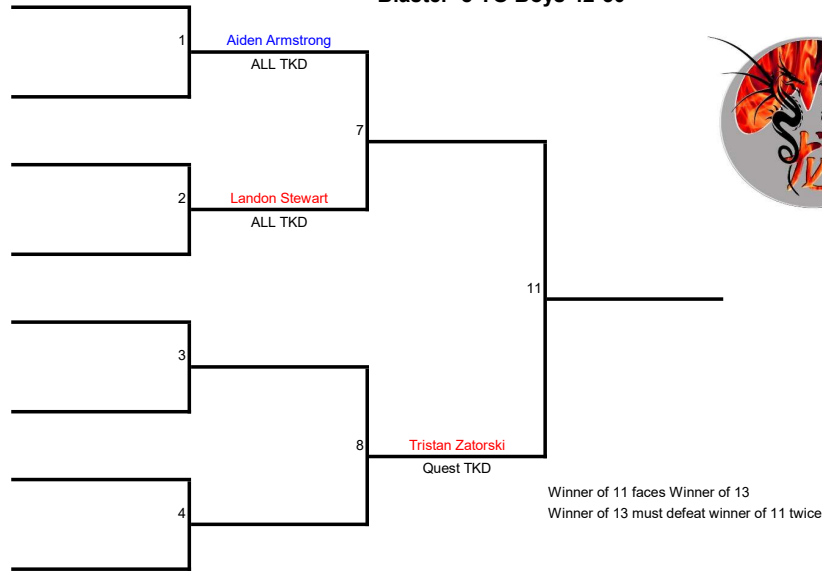 1
Aiden Armstrong
ALL TKD
7
2
Landon Stewart
ALL TKD
11
3
8
Tristan Zatorski
Quest TKD
Winner of 11 faces Winner of 13
4
Winner of 13 must defeat winner of 11 twice